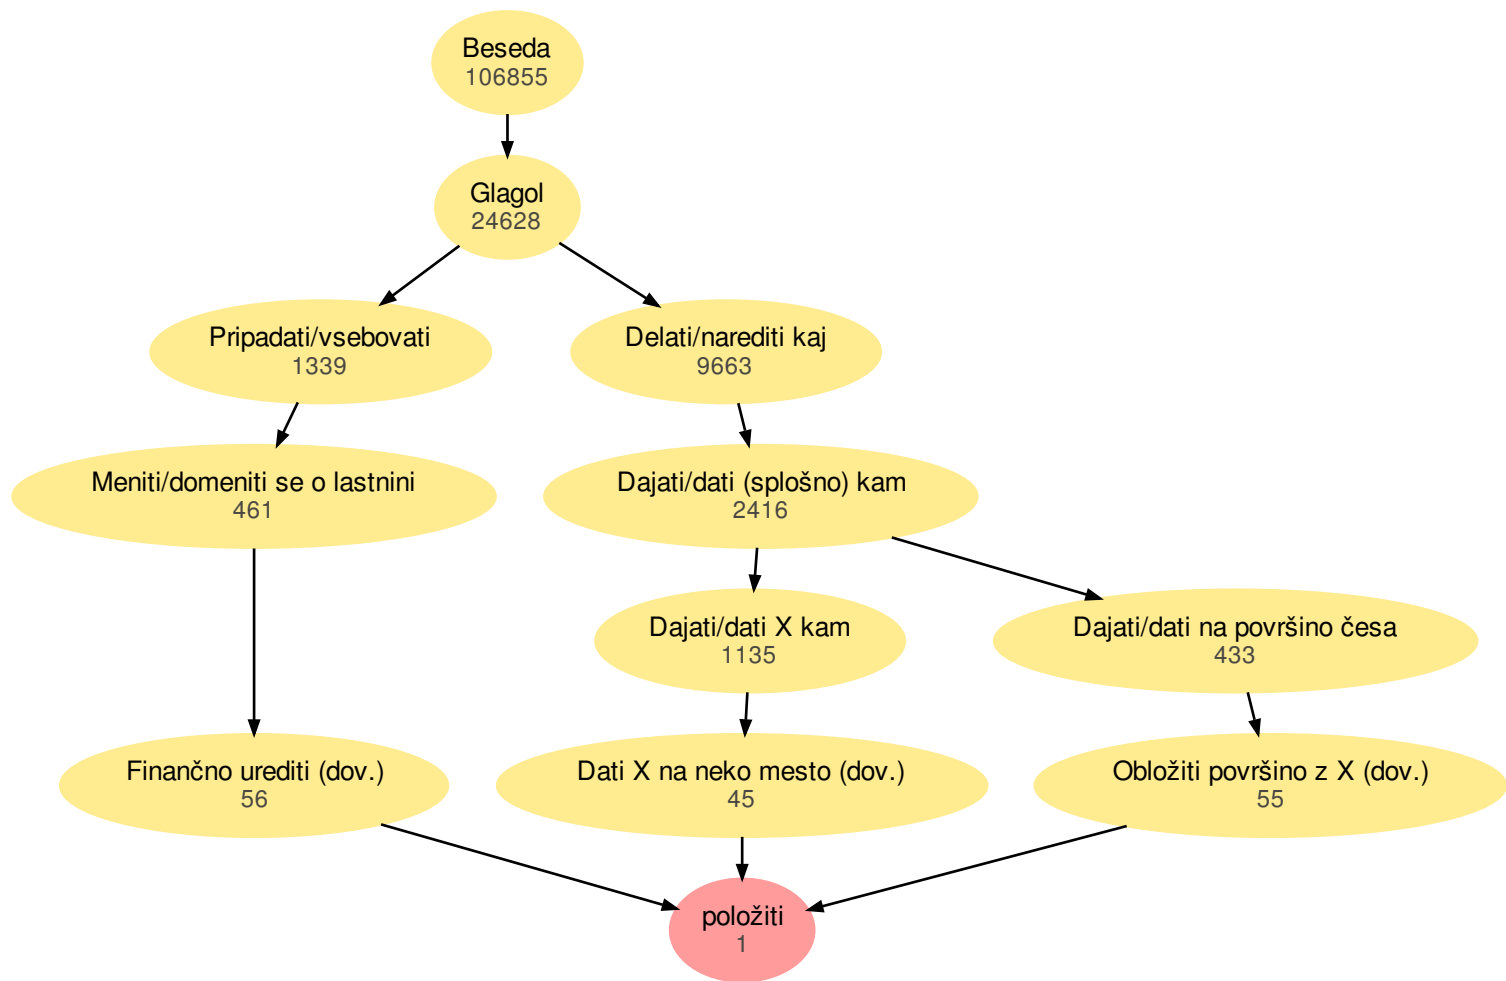 Beseda
106855
Glagol
24628
Pripadati/vsebovati
1339
Delati/narediti kaj
9663
Meniti/domeniti se o lastnini
461
Dajati/dati (splošno) kam
2416
Dajati/dati X kam
1135
Dajati/dati na površino česa
433
Finančno urediti (dov.)
56
Dati X na neko mesto (dov.)
45
Obložiti površino z X (dov.)
55
položiti
1